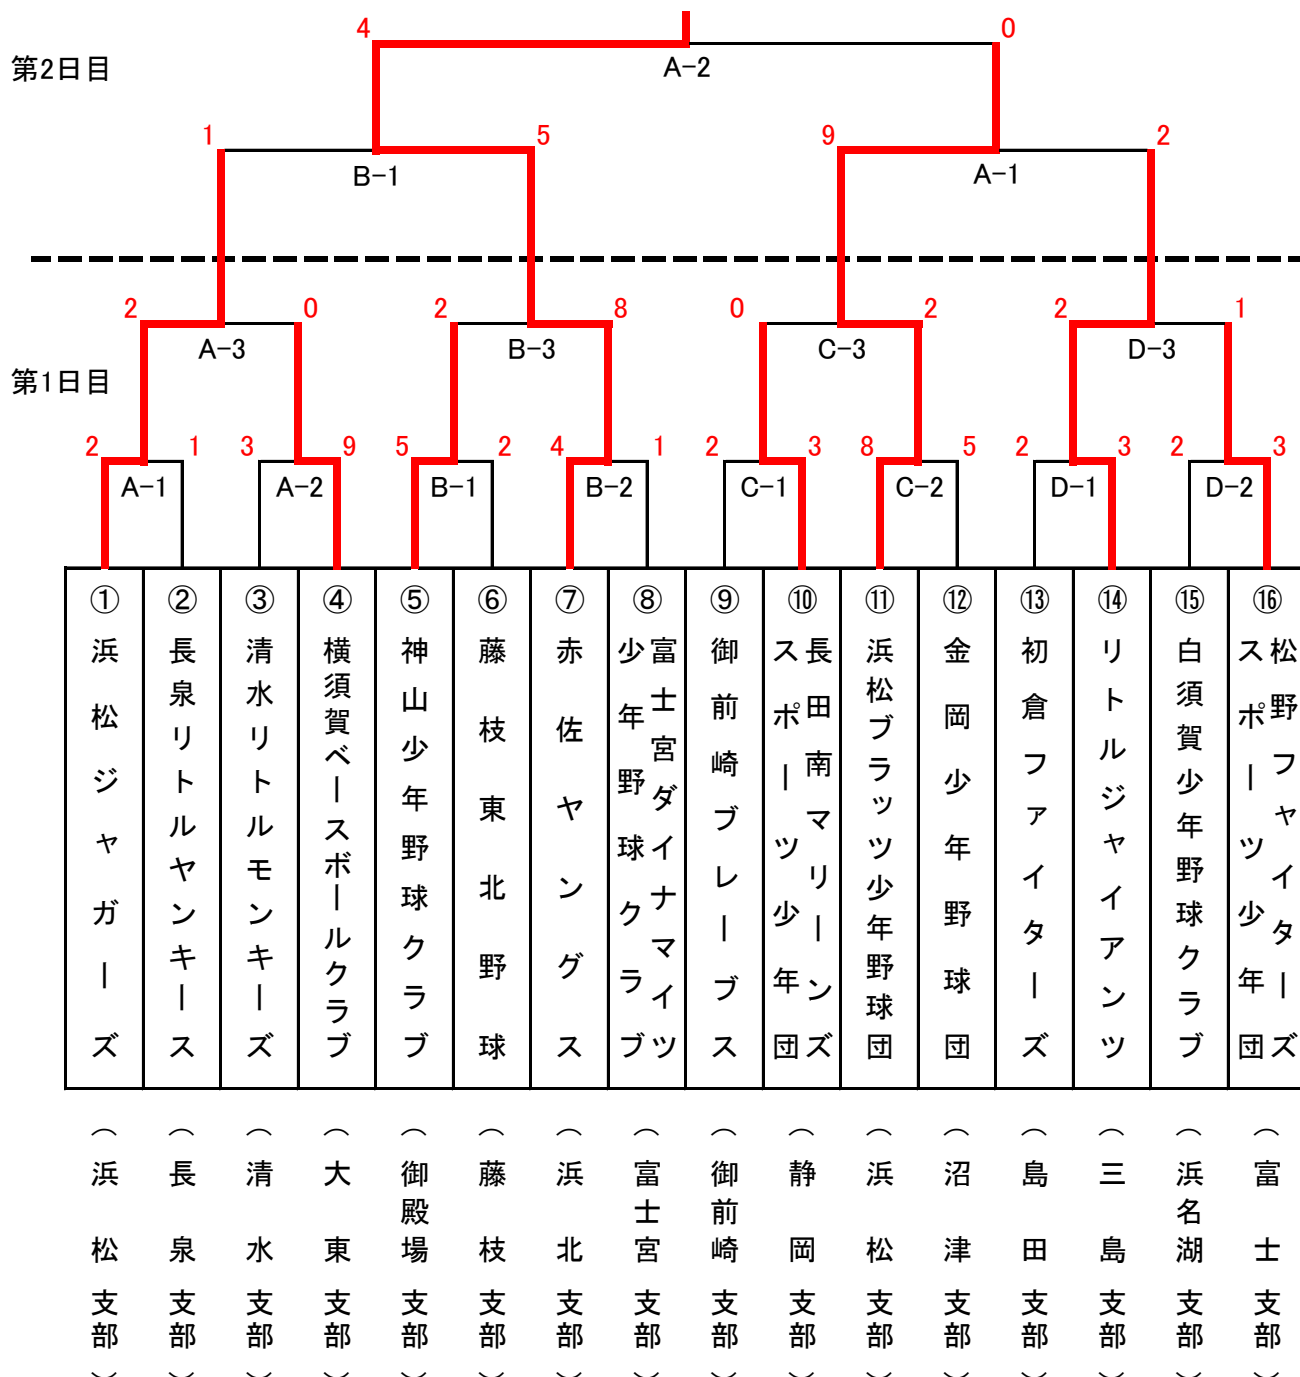 4 0
第2日目
A-2
1 5 9 2
B-1 A-1
2 0 2 8 0 2 2 1
A-3 B-3 C-3 D-3
第1日目
2 1 3 9 5 2 4 1 2 3 8 5 2 3 2 3
A-1 A-2 B-1 B-2 C-1 C-2 D-1 D-2
① 浜松ジャガーズ
(浜松支部)
② 長泉リトルヤンキース
(長泉支部)
③ 清水リトルモンキーズ
(清水支部)
④ 横須賀ベースボールクラブ
(大東支部)
⑤ 神山少年野球クラブ
(御殿場支部)
⑥ 藤枝東北野球
(藤枝支部)
⑦ 赤佐ヤングス
(浜北支部)
⑧ 富士宮ダイナマイツ
少年野球クラブ
(富士宮支部)
⑨ 御前崎ブレーブス
(御前崎支部)
⑩ 長田南マリーンズ
スポーツ少年団
(静岡支部)
⑪ 浜松ブラッツ少年野球団
(浜松支部)
⑫ 金岡少年野球団
(沼津支部)
⑬ 初倉ファイターズ
(島田支部)
⑭ リトルジャイアンツ
(三島支部)
⑮ 白須賀少年野球クラブ
(浜名湖支部)
⑯ 松野ファイターズ
スポーツ少年団
(富士支部)